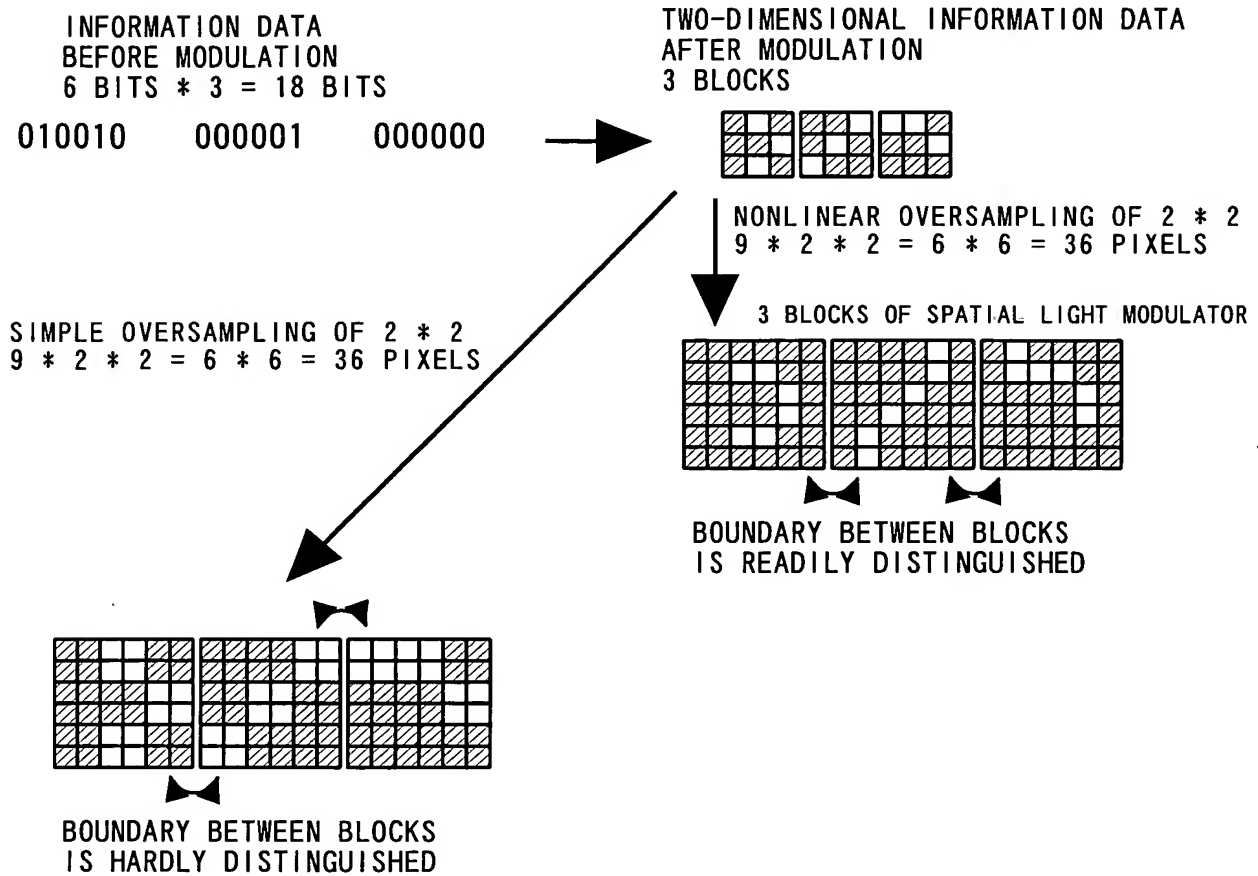 INFORMATION DATA
BEFORE MODULATION
6 BITS * 3 = 18 BITS
010010 000001 000000
TWO-DIMENSIONAL INFORMATION DATA
AFTER MODULATION
3 BLOCKS
NONLINEAR OVERSAMPLING OF 2 * 2
9 * 2 * 2 = 6 * 6 = 36 PIXELS
3 BLOCKS OF SPATIAL LIGHT MODULATOR
SIMPLE OVERSAMPLING OF 2 * 2
9 * 2 * 2 = 6 * 6 = 36 PIXELS
BOUNDARY BETWEEN BLOCKS
IS READILY DISTINGUISHED
BOUNDARY BETWEEN BLOCKS
IS HARDLY DISTINGUISHED